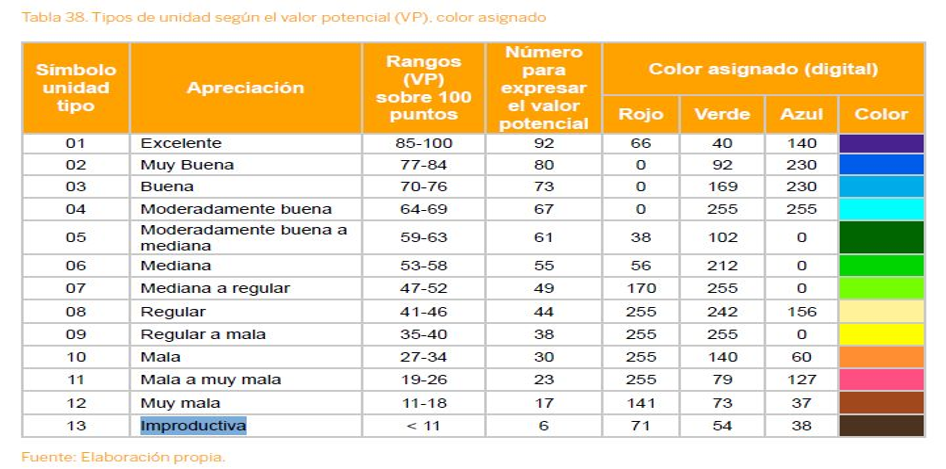 Tabla 38. Tipos de unidad según el valor potencial (VP), color asignado
Símbolo unidad tipo | Apreciación | Rangos (VP) sobre 100 puntos | Número para expresar el valor potencial | Color asignado (digital)
Rojo | Verde | Azul | Color
01 | Excelente | 85-100 | 92 | 66 | 40 | 140
02 | Muy Buena | 77-84 | 80 | 0 | 92 | 230
03 | Buena | 70-76 | 73 | 0 | 169 | 230
04 | Moderadamente buena | 64-69 | 67 | 0 | 255 | 255
05 | Moderadamente buena a mediana | 59-63 | 61 | 38 | 102 | 0
06 | Mediana | 53-58 | 55 | 56 | 212 | 0
07 | Mediana a regular | 47-52 | 49 | 170 | 255 | 0
08 | Regular | 41-46 | 44 | 255 | 242 | 156
09 | Regular a mala | 35-40 | 38 | 255 | 255 | 0
10 | Mala | 27-34 | 30 | 255 | 140 | 60
11 | Mala a muy mala | 19-26 | 23 | 255 | 79 | 127
12 | Muy mala | 11-18 | 17 | 141 | 73 | 37
13 | Improductiva | < 11 | 6 | 71 | 54 | 38
Fuente: Elaboración propia.